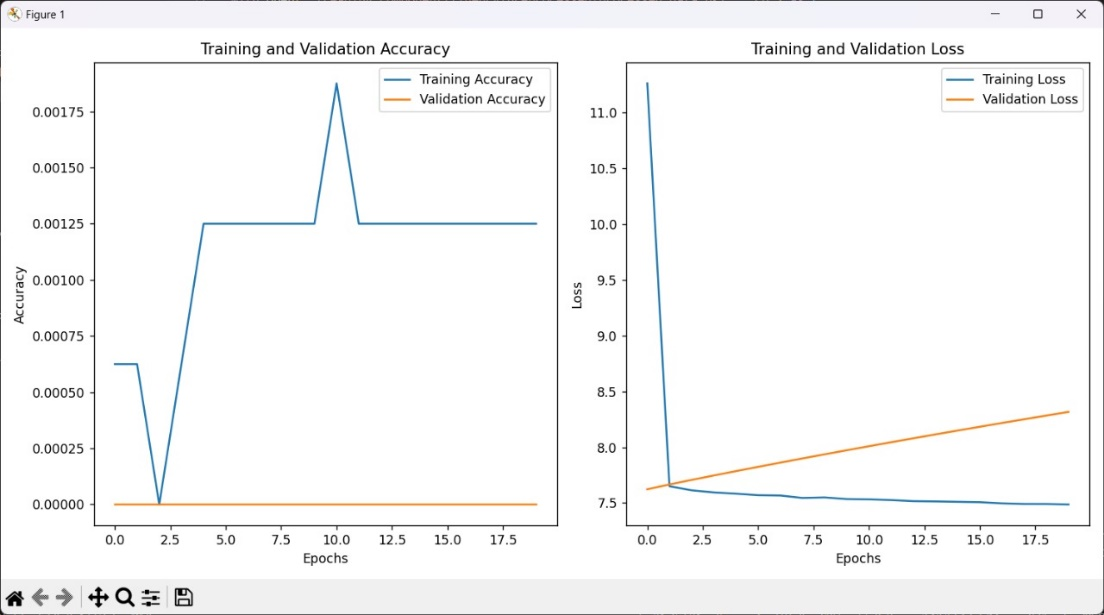 Figure 1
Training and Validation Accuracy
Training Accuracy
Validation Accuracy
0.00175
0.00150
0.00125
0.00100
0.00075
0.00050
0.00025
0.00000
Accuracy
0.0 2.5 5.0 7.5 10.0 12.5 15.0 17.5
Epochs
Training and Validation Loss
Training Loss
Validation Loss
11.0
10.5
10.0
9.5
9.0
8.5
8.0
7.5
Loss
0.0 2.5 5.0 7.5 10.0 12.5 15.0 17.5
Epochs